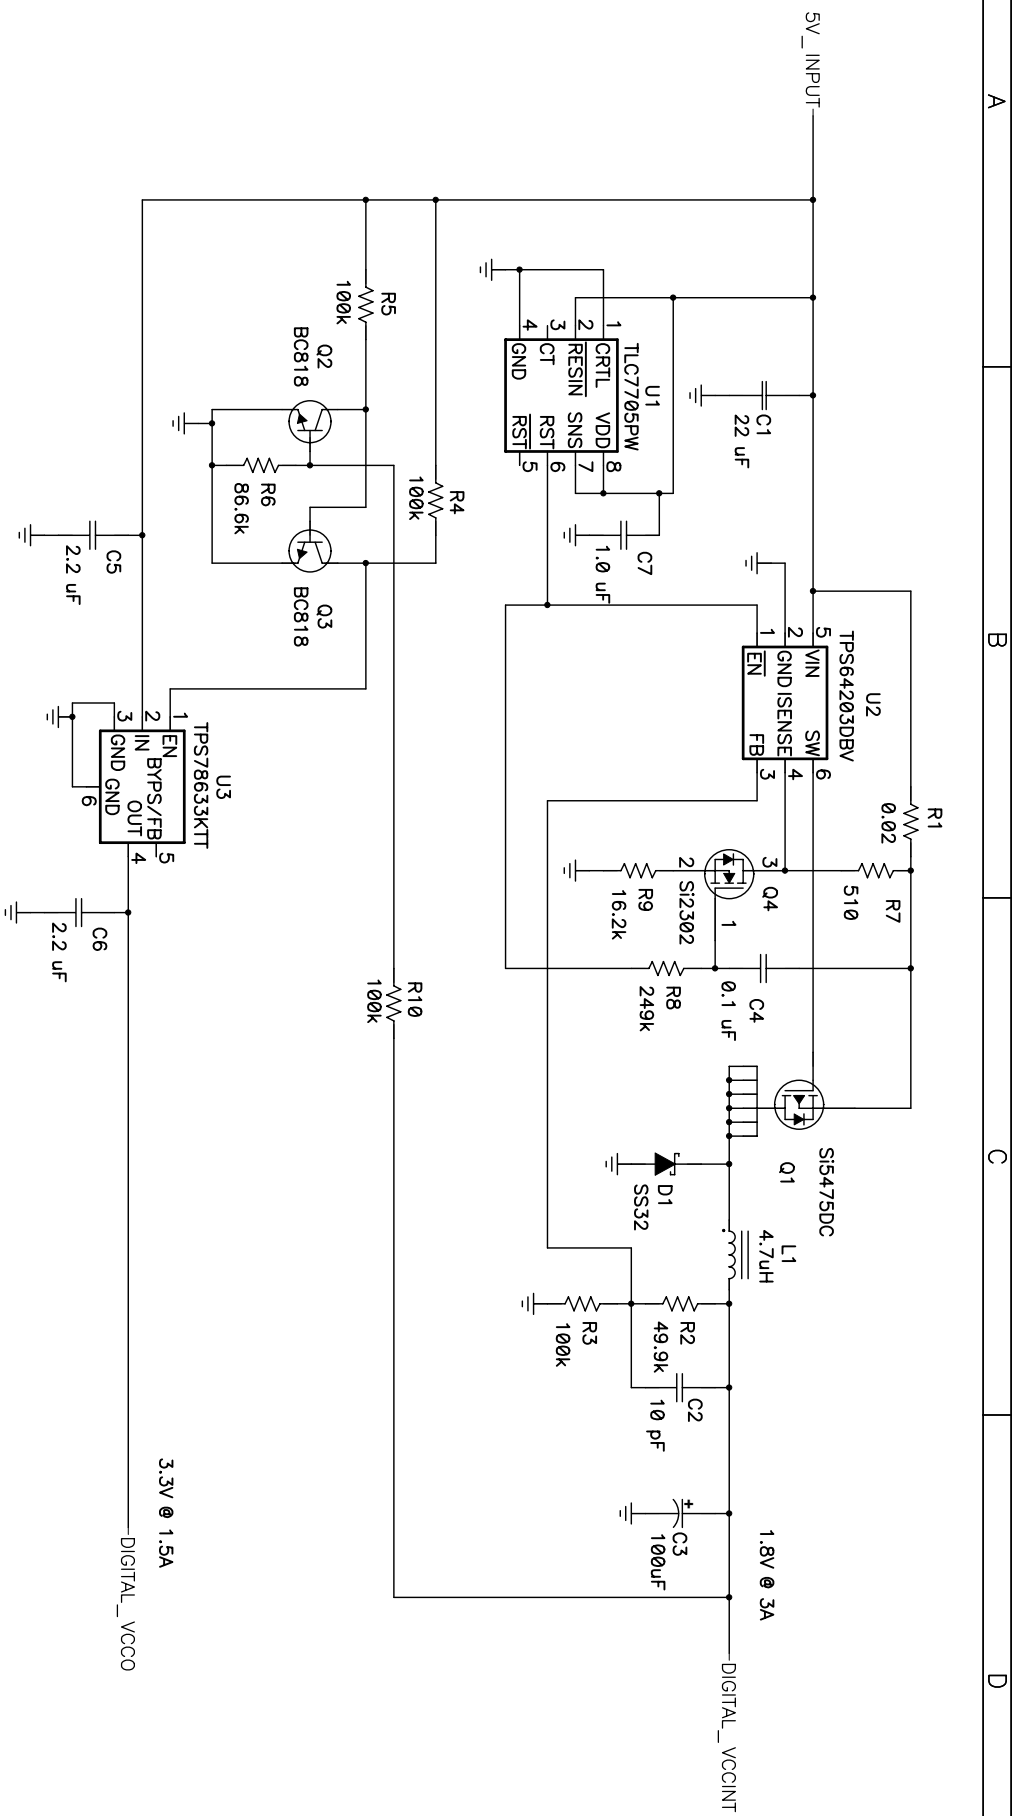 A
B
C
D
5V_INPUT
R1
0.02
U2
TPS64203DBV
5
VIN
SW
6
2
GND
ISENSE
4
1
EN
FB
3
R7
510
3
Q4
1
2
Si2302
R9
16.2k
C4
0.1 uF
R8
249k
Si5475DC
Q1
C1
22 uF
U1
TLC7705PW
1
CRTL
VDD
8
2
RESIN
SNS
7
3
CT
RST
6
4
GND
RST
5
C7
1.0 uF
D1
SS32
L1
4.7uH
R2
49.9k
R3
100k
C2
10 pF
C3
100uF
+
1.8V @ 3A
DIGITAL_VCCINT
R4
100k
R5
100k
Q2
BC818
R6
86.6k
Q3
BC818
R10
100k
C5
2.2 uF
U3
TPS78633KTT
1
EN
2
IN
BYPS/FB
5
3
GND
OUT
4
GND
6
C6
2.2 uF
3.3V @ 1.5A
DIGITAL_VCCO